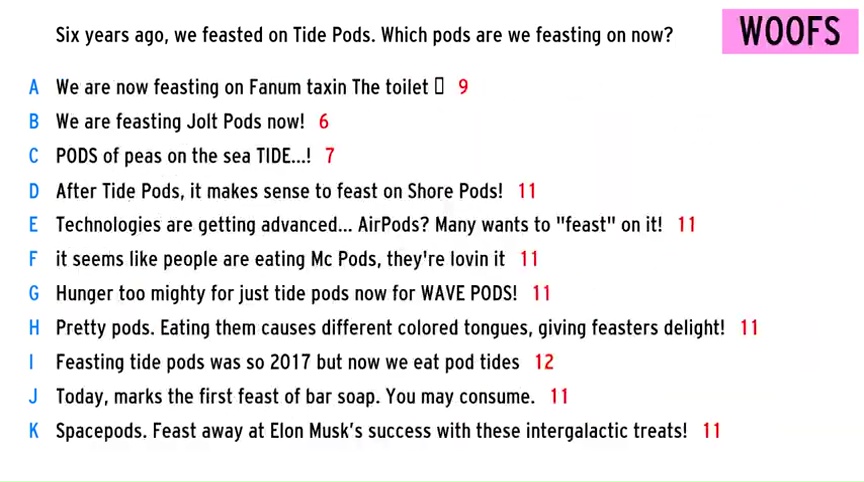 Six years ago, we feasted on Tide Pods. Which pods are we feasting on now?
WOOFS
A We are now feasting on Fanum taxin The toilet ▯ 9
B We are feasting Jolt Pods now! 6
C PODS of peas on the sea TIDE...! 7
D After Tide Pods, it makes sense to feast on Shore Pods! 11
E Technologies are getting advanced... AirPods? Many wants to "feast" on it! 11
F it seems like people are eating Mc Pods, they're lovin it 11
G Hunger too mighty for just tide pods now for WAVE PODS! 11
H Pretty pods. Eating them causes different colored tongues, giving feasters delight! 11
I Feasting tide pods was so 2017 but now we eat pod tides 12
J Today, marks the first feast of bar soap. You may consume. 11
K Spacepods. Feast away at Elon Musk's success with these intergalactic treats! 11